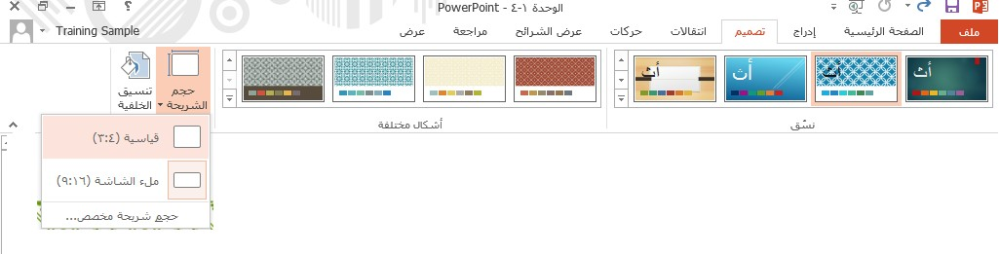 الوحدة ١-٤ - PowerPoint
ملف
الصفحة الرئيسية
إدراج
تصميم
انتقالات
حركات
عرض الشرائح
مراجعة
عرض
Training Sample
أث
أث
أث
أث
حجم
الشريحة
تنسيق
الخلفية
نسّق
أشكال مختلفة
قياسية (٣:٤)
ملء الشاشة (٩:١٦)
حجم شريحة مخصص...